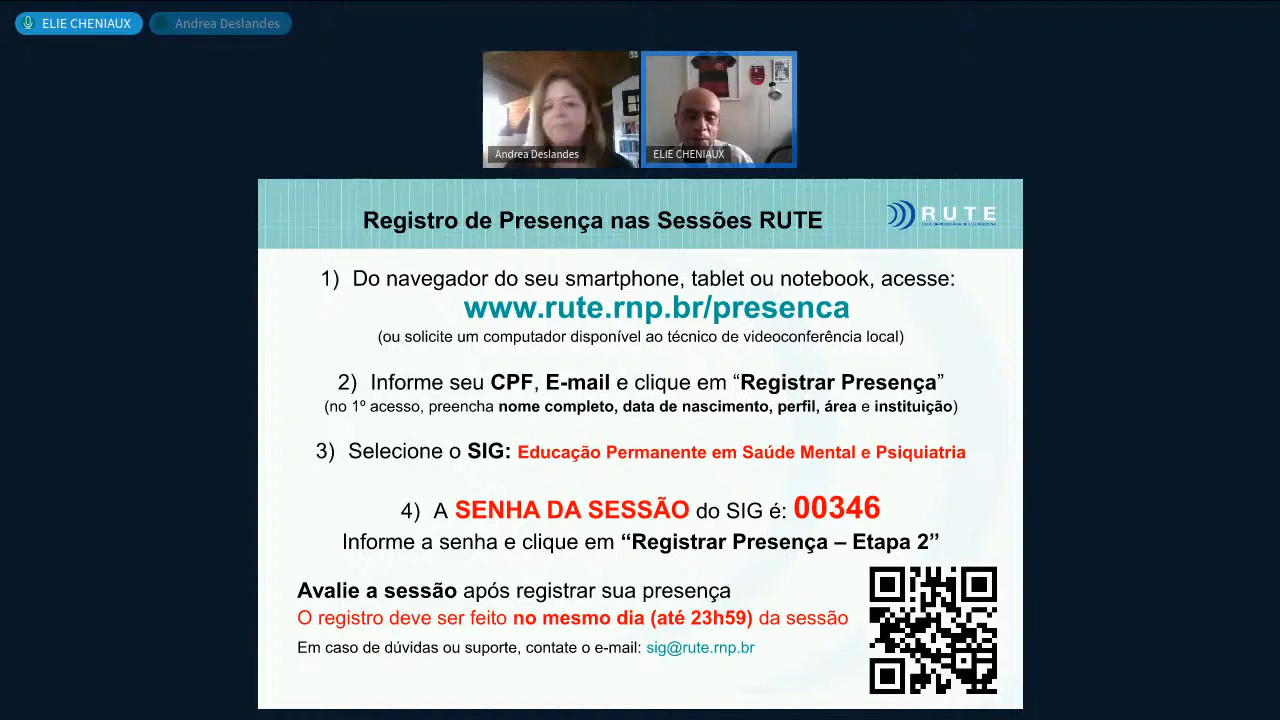 ELIE CHENIAUX
Andrea Deslandes
Andrea Deslandes
ELIE CHENIAUX
Registro de Presença nas Sessões RUTE
RUTE
1) Do navegador do seu smartphone, tablet ou notebook, acesse:
www.rute.rnp.br/presenca
(ou solicite um computador disponível ao técnico de videoconferência local)
2) Informe seu CPF, E-mail e clique em “Registrar Presença”
(no 1º acesso, preencha nome completo, data de nascimento, perfil, área e instituição)
3) Selecione o SIG: Educação Permanente em Saúde Mental e Psiquiatria
4) A SENHA DA SESSÃO do SIG é: 00346
Informe a senha e clique em “Registrar Presença – Etapa 2”
Avalie a sessão após registrar sua presença
O registro deve ser feito no mesmo dia (até 23h59) da sessão
Em caso de dúvidas ou suporte, contate o e-mail: sig@rute.rnp.br